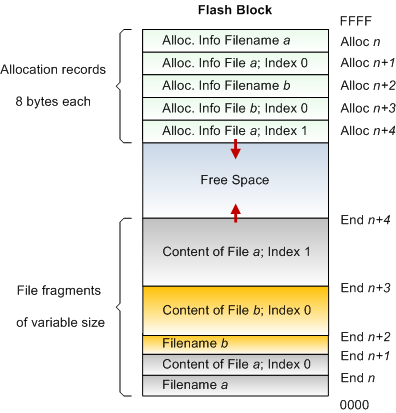 Flash Block
FFFF
Alloc. Info Filename a
Alloc n
Alloc. Info File a; Index 0
Alloc n+1
Allocation records
8 bytes each
Alloc. Info Filename b
Alloc n+2
Alloc. Info File b; Index 0
Alloc n+3
Alloc. Info File a; Index 1
Alloc n+4
Free Space
End n+4
Content of File a; Index 1
End n+3
File fragments
of variable size
Content of File b; Index 0
End n+2
Filename b
End n+1
Content of File a; Index 0
End n
Filename a
0000